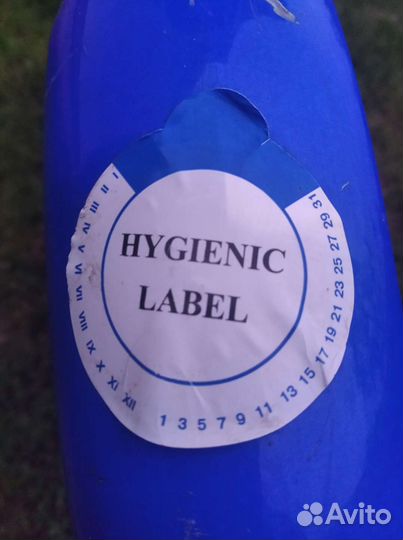 HYGIENIC
LABEL
I II III IV V VI VII VIII IX X XI XII
1 3 5 7 9 11 13 15 17 19 21 23 25 27 29 31
Avito